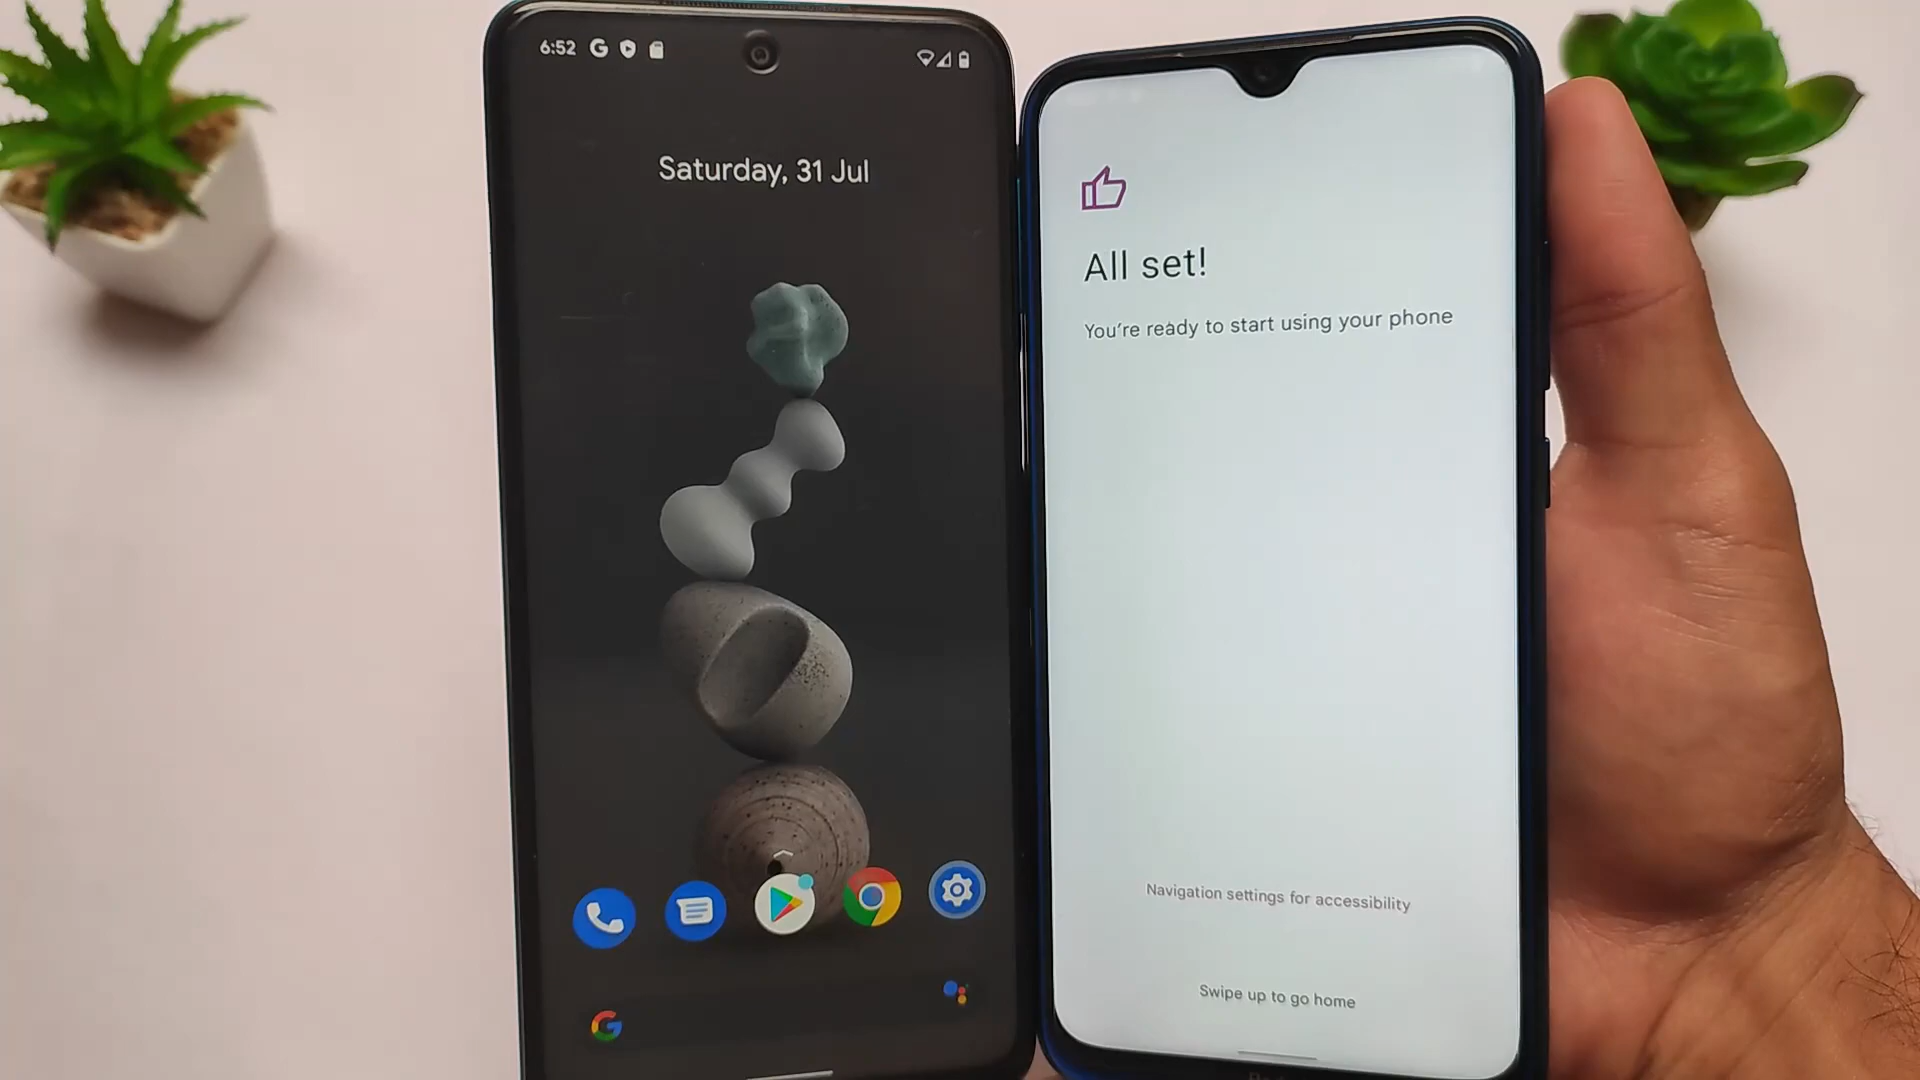 6:52
Saturday, 31 Jul
All set!
You're ready to start using your phone
Navigation settings for accessibility
Swipe up to go home